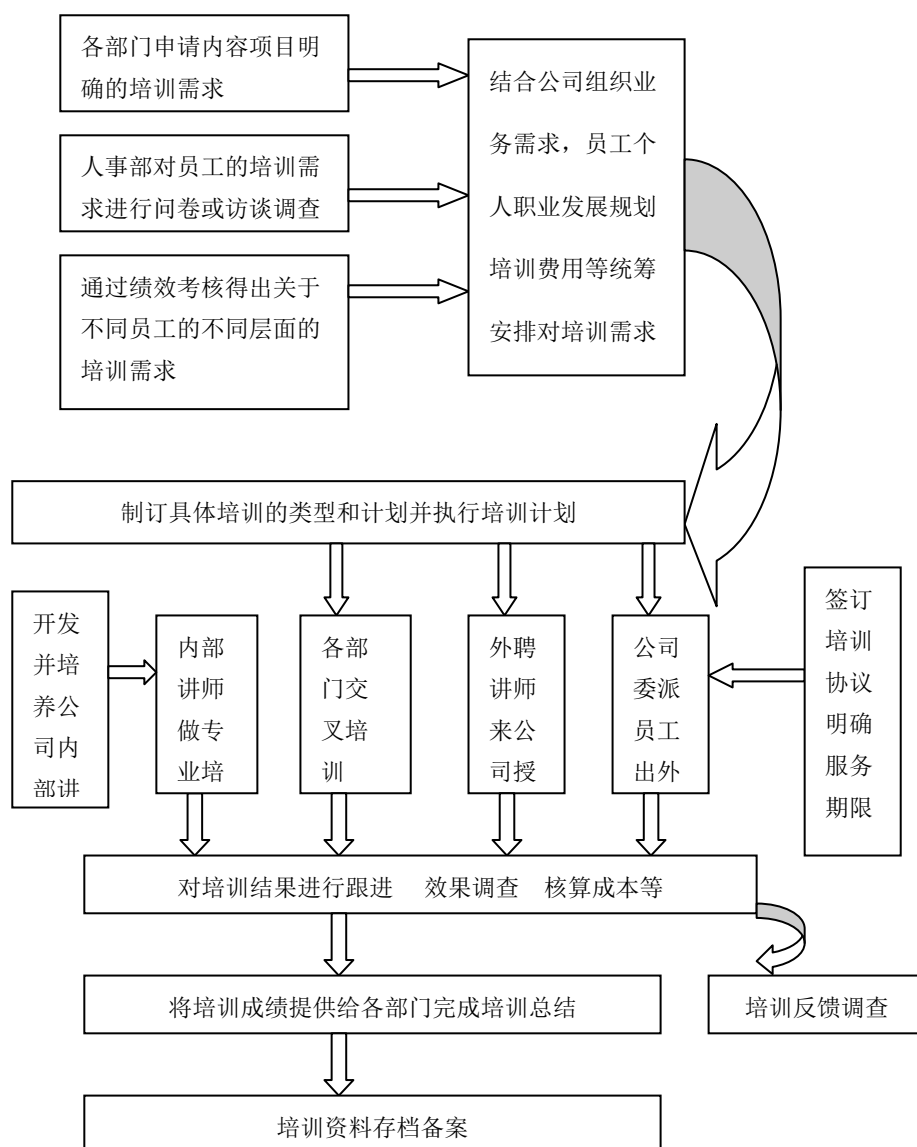 各部门申请内容项目明
确的培训需求
人事部对员工的培训需
求进行问卷或访谈调查
通过绩效考核得出关于
不同员工的不同层面的
培训需求
结合公司组织业
务需求，员工个
人职业发展规划
培训费用等统筹
安排对培训需求
制订具体培训的类型和计划并执行培训计划
开发
并培
养公
司内
部讲
内部
讲师
做专
业培
各部
门交
叉培
训
外聘
讲师
来公
司授
公司
委派
员工
出外
签订
培训
协议
明确
服务
期限
对培训结果进行跟进 效果调查 核算成本等
将培训成绩提供给各部门完成培训总结
培训反馈调查
培训资料存档备案